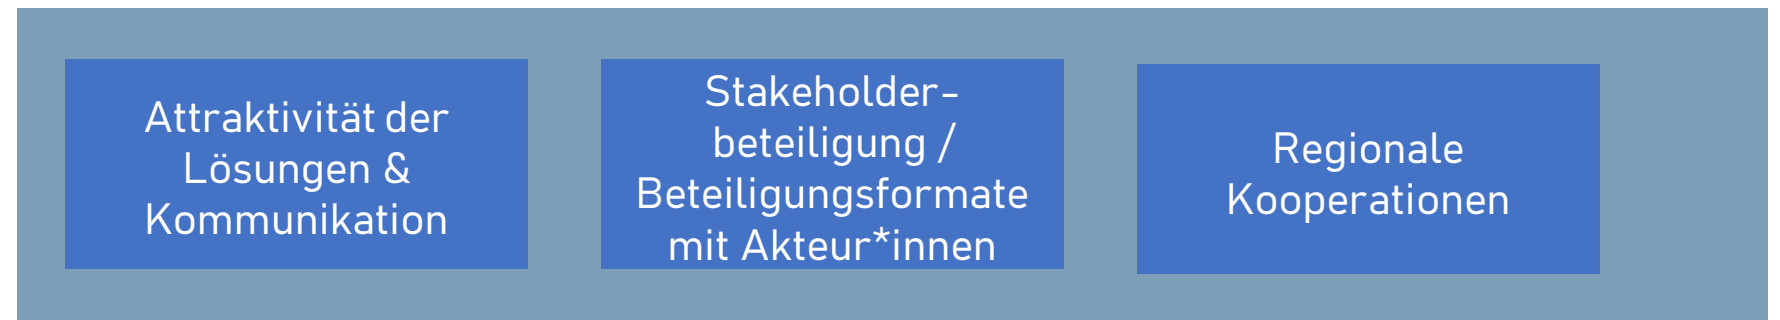 Attraktivität der
Lösungen &
Kommunikation
Stakeholder-
beteiligung /
Beteiligungsformate
mit Akteur*innen
Regionale
Kooperationen